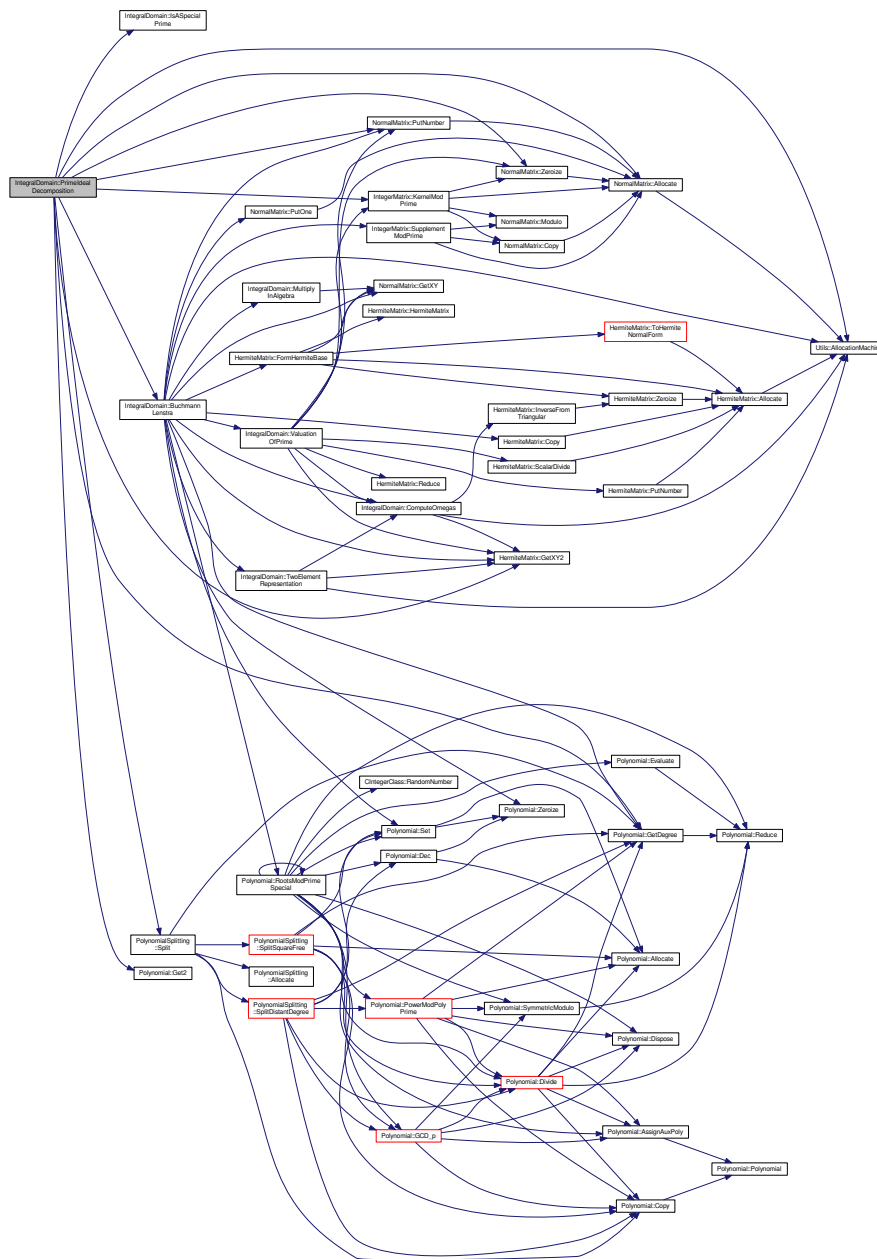 IntegralDomain::IsASpecial
Prime
NormalMatrix::PutNumber
IntegralDomain::PrimeIdeal
Decomposition
NormalMatrix::Zeroize
NormalMatrix::Allocate
IntegerMatrix::KernelMod
Prime
NormalMatrix::PutOne
NormalMatrix::Modulo
IntegerMatrix::Supplement
ModPrime
NormalMatrix::Copy
IntegralDomain::Multiply
InAlgebra
NormalMatrix::GetXY
HermiteMatrix::HermiteMatrix
HermiteMatrix::ToHermite
NormalForm
Utils::AllocationMachi
HermiteMatrix::FormHermiteBase
IntegralDomain::Buchmann
Lenstra
HermiteMatrix::InverseFrom
Triangular
HermiteMatrix::Zeroize
HermiteMatrix::Allocate
IntegralDomain::Valuation
OfPrime
HermiteMatrix::Copy
HermiteMatrix::ScalarDivide
HermiteMatrix::Reduce
HermiteMatrix::PutNumber
IntegralDomain::ComputeOmegas
HermiteMatrix::GetXY2
IntegralDomain::TwoElement
Representation
Polynomial::Evaluate
CIntegerClass::RandomNumber
Polynomial::Zeroize
Polynomial::Set
Polynomial::GetDegree
Polynomial::Reduce
Polynomial::Dec
Polynomial::RootsModPrime
Special
PolynomialSplitting
::Split
PolynomialSplitting
::SplitSquareFree
Polynomial::Allocate
Polynomial::Get2
PolynomialSplitting
::Allocate
PolynomialSplitting
::SplitDistantDegree
Polynomial::PowerModPoly
Prime
Polynomial::SymmetricModulo
Polynomial::Dispose
Polynomial::Divide
Polynomial::GCD_p
Polynomial::AssignAuxPoly
Polynomial::Polynomial
Polynomial::Copy